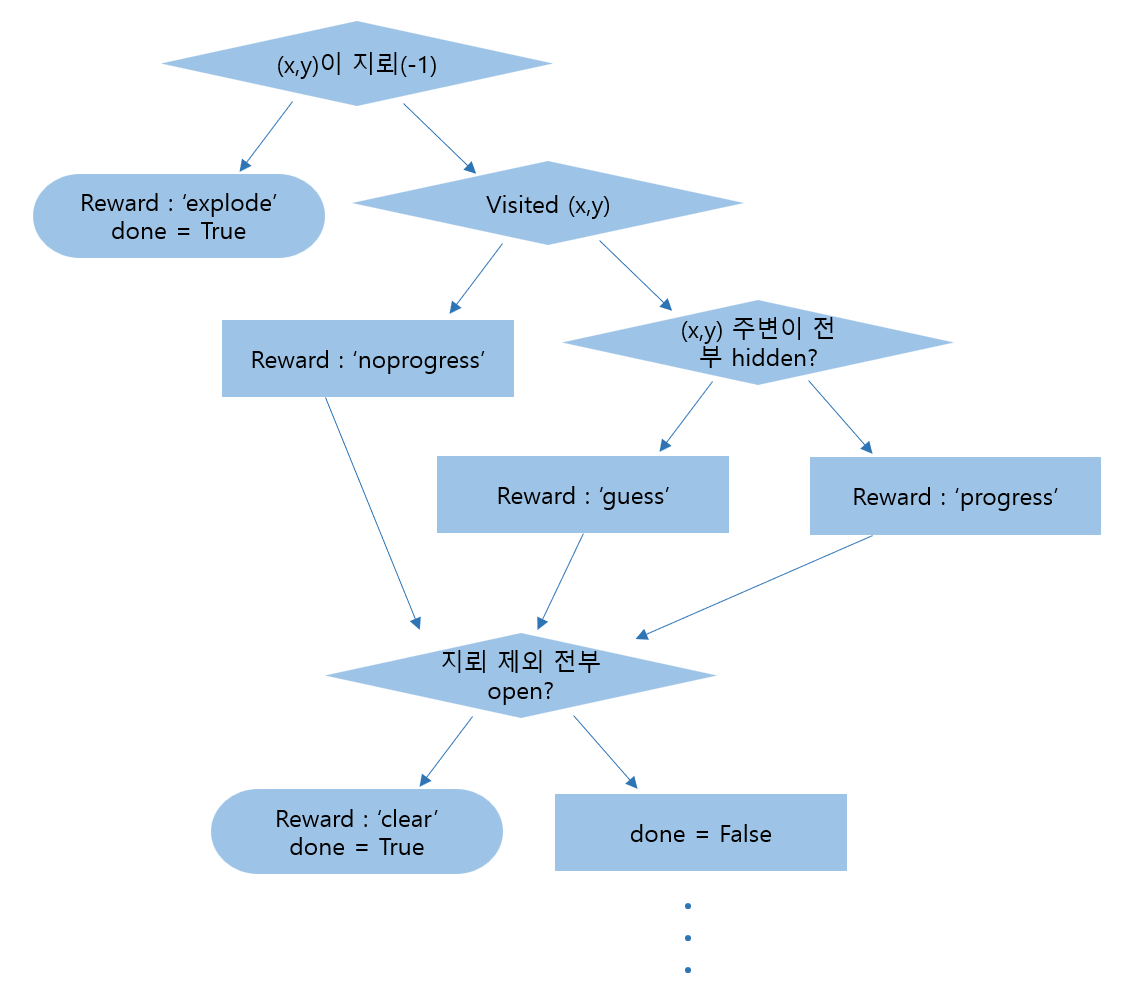 (x,y)이 지뢰(-1)
Reward : ‘explode’
done = True
Visited (x,y)
Reward : ‘noprogress’
(x,y) 주변이 전
부 hidden?
Reward : ‘guess’
Reward : ‘progress’
지뢰 제외 전부
open?
Reward : ‘clear’
done = True
done = False